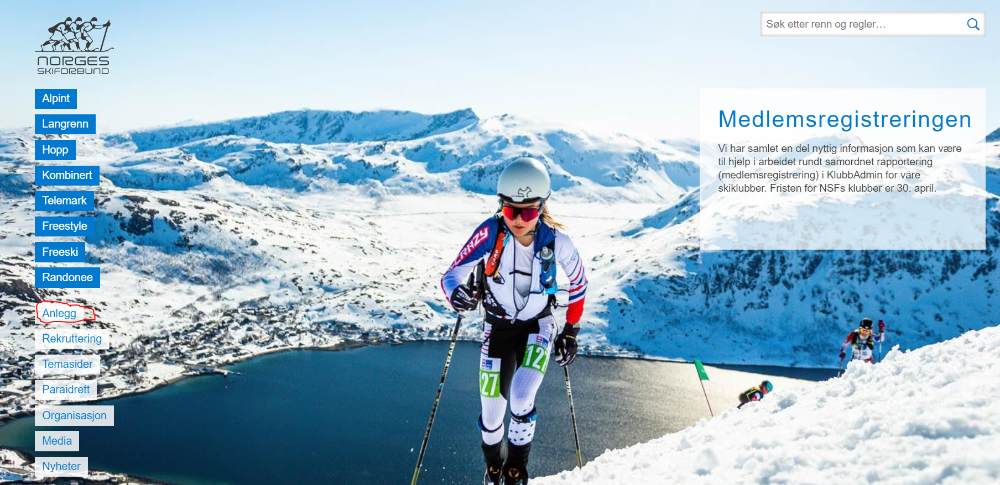 NORGES
SKIFORBUND
Søk etter renn og regler…
Alpint
Langrenn
Hopp
Kombinert
Telemark
Freestyle
Freeski
Randonee
Anlegg
Rekruttering
Temasider
Paraidrett
Organisasjon
Media
Nyheter
Medlemsregistreringen
Vi har samlet en del nyttig informasjon som kan være
til hjelp i arbeidet rundt samordnet rapportering
(medlemsregistrering) i KlubbAdmin for våre
skiklubber. Fristen for NSFs klubber er 30. april.
CRAZY
CAMP
127
27